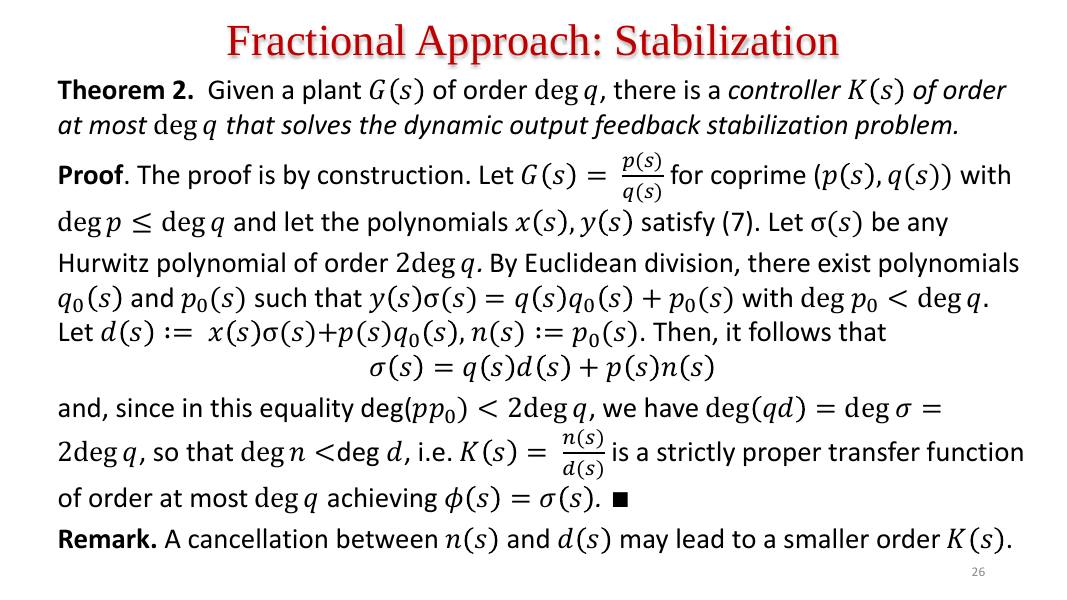 Fractional Approach: Stabilization
Theorem 2. Given a plant G(s) of order deg q, there is a controller K(s) of order
at most deg q that solves the dynamic output feedback stabilization problem.
Proof. The proof is by construction. Let G(s) = p(s)/q(s) for coprime (p(s), q(s)) with
deg p ≤ deg q and let the polynomials x(s), y(s) satisfy (7). Let σ(s) be any
Hurwitz polynomial of order 2deg q. By Euclidean division, there exist polynomials
q₀(s) and p₀(s) such that y(s)σ(s) = q(s)q₀(s) + p₀(s) with deg p₀ < deg q.
Let d(s) := x(s)σ(s)+p(s)q₀(s), n(s) := p₀(s). Then, it follows that
σ(s) = q(s)d(s) + p(s)n(s)
and, since in this equality deg(pp₀) < 2deg q, we have deg(qd) = deg σ =
2deg q, so that deg n <deg d, i.e. K(s) = n(s)/d(s) is a strictly proper transfer function
of order at most deg q achieving ϕ(s) = σ(s). ■
Remark. A cancellation between n(s) and d(s) may lead to a smaller order K(s).
26